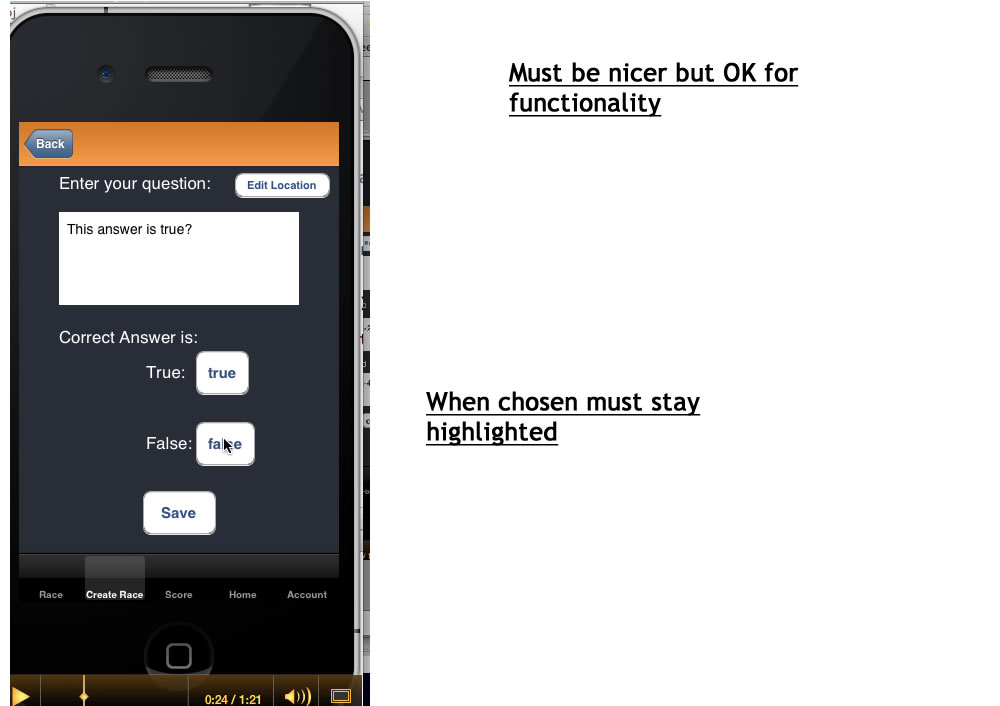 Must be nicer but OK for
functionality
Back
Enter your question:
Edit Location
This answer is true?
Correct Answer is:
True:
true
When chosen must stay
highlighted
False:
Save
Race
Create Race
Score
Home
Account
0:24 / 1:21